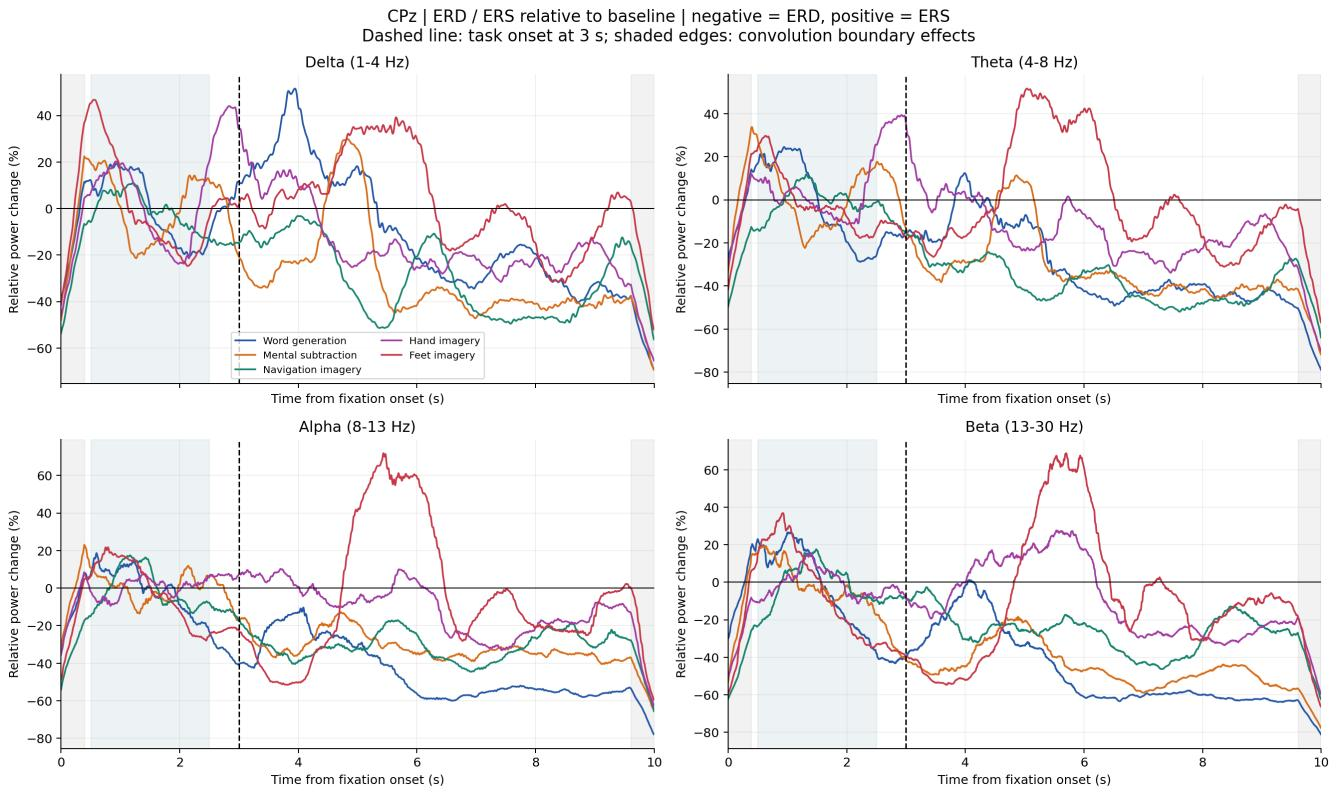 CPz | ERD / ERS relative to baseline | negative = ERD, positive = ERS
Dashed line: task onset at 3 s; shaded edges: convolution boundary effects
Delta (1-4 Hz)
Relative power change (%)
40
20
0
−20
−40
−60
Word generation
Mental subtraction
Navigation imagery
Hand imagery
Feet imagery
Time from fixation onset (s)
Theta (4-8 Hz)
Relative power change (%)
40
20
0
−20
−40
−60
−80
Time from fixation onset (s)
Alpha (8-13 Hz)
Relative power change (%)
60
40
20
0
−20
−40
−60
−80
0 2 4 6 8 10
Time from fixation onset (s)
Beta (13-30 Hz)
Relative power change (%)
60
40
20
0
−20
−40
−60
−80
0 2 4 6 8 10
Time from fixation onset (s)